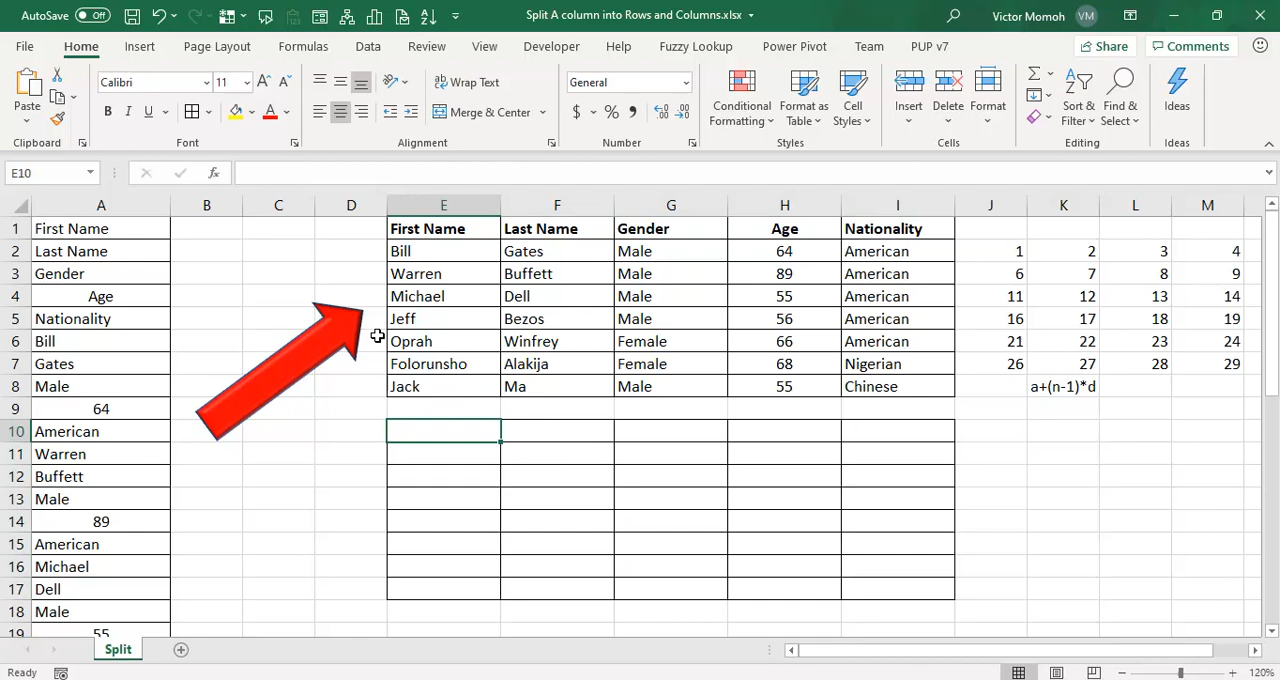 AutoSave Off Split A column into Rows and Columns.xlsx Victor Momoh VM
File Home Insert Page Layout Formulas Data Review View Developer Help Fuzzy Lookup Power Pivot Team PUP v7 Share Comments
Paste Calibri 11 A A Wrap Text General Conditional Formatting Format as Table Cell Styles Insert Delete Format Sort & Filter Find & Select Ideas
B I U A Merge & Center $ % ,
Clipboard Font Alignment Number Styles Cells Editing Ideas
E10 fx
A B C D E F G H I J K L M
1 First Name First Name Last Name Gender Age Nationality
2 Last Name Bill Gates Male 64 American 1 2 3 4
3 Gender Warren Buffett Male 89 American 6 7 8 9
4 Age Michael Dell Male 55 American 11 12 13 14
5 Nationality Jeff Bezos Male 56 American 16 17 18 19
6 Bill Oprah Winfrey Female 66 American 21 22 23 24
7 Gates Folorunsho Alakija Female 68 Nigerian 26 27 28 29
8 Male Jack Ma Male 55 Chinese a+(n-1)*d
9 64
10 American
11 Warren
12 Buffett
13 Male
14 89
15 American
16 Michael
17 Dell
18 Male
19 55
Split
Ready 120%